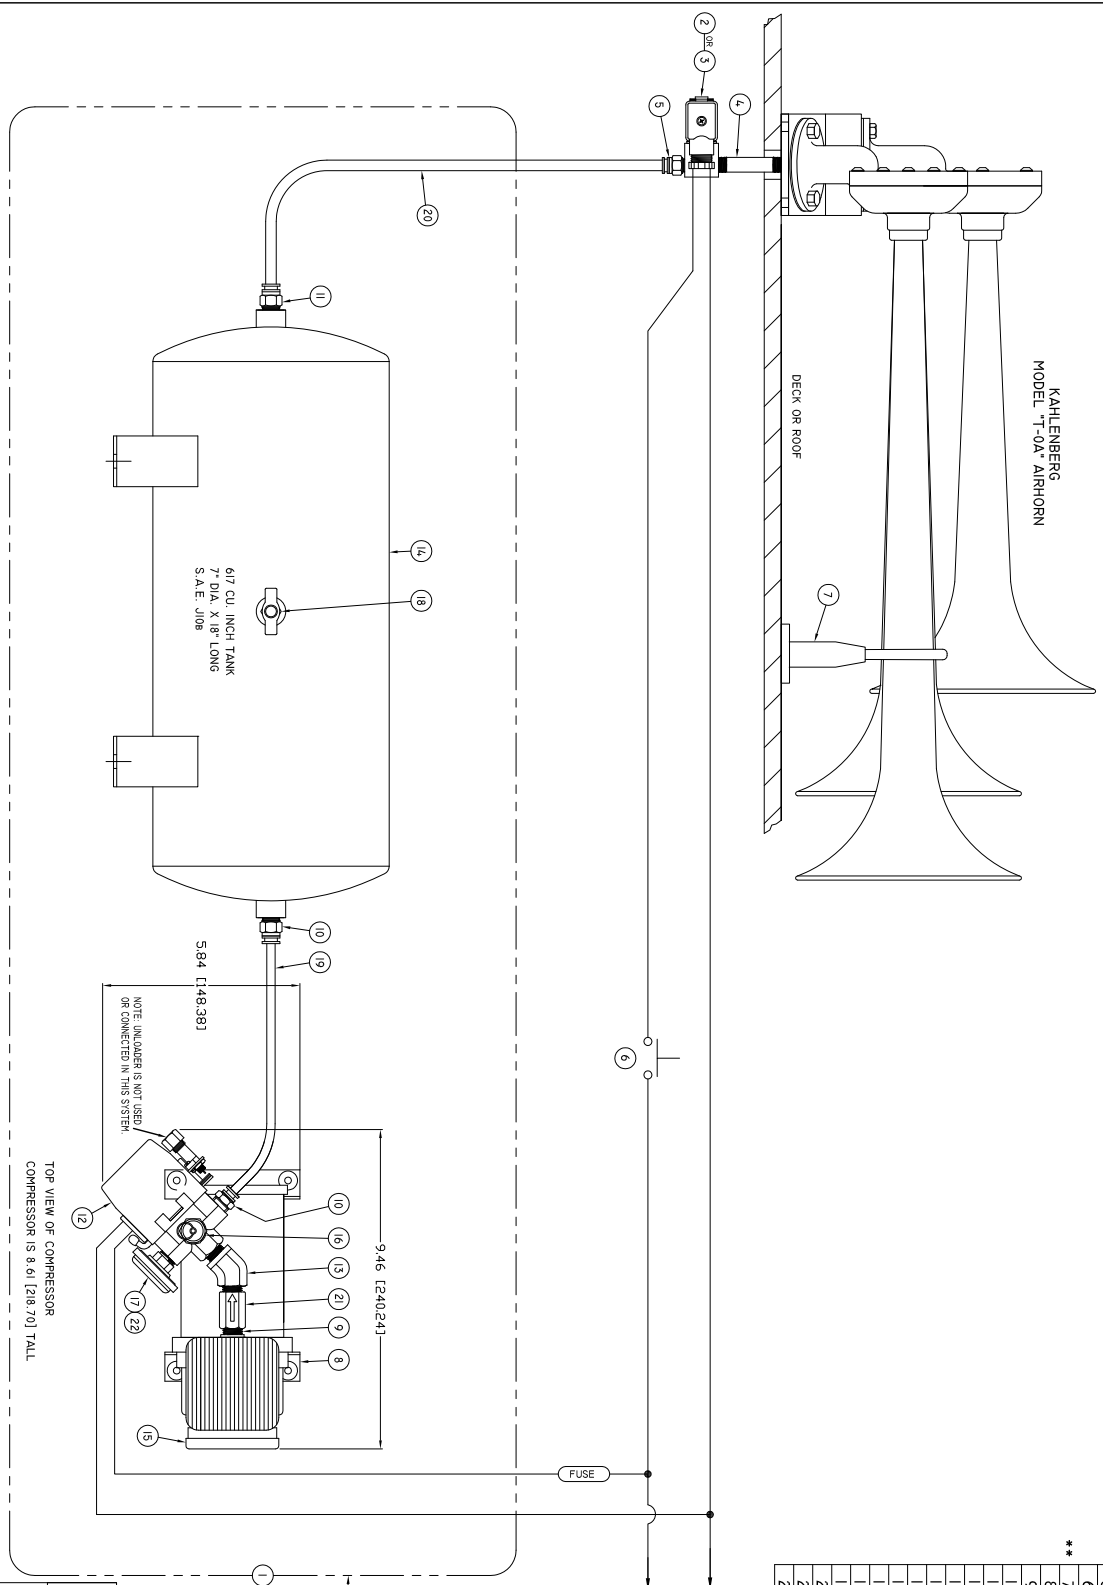 KAHLENBERG
MODEL "T-0A" AIRHORN
DECK OR ROOF
2 OR 3
4
5
7
20
11
14
18
617 CU. INCH TANK
7" DIA. X 18" LONG
S.A.E. J10B
10
19
6
5.84 [148.38]
NOTE: UNLOADER IS NOT USED
OR CONNECTED IN THIS SYSTEM.
9.46 [240.24]
10
16
13
21
9
8
12
17
22
15
TOP VIEW OF COMPRESSOR
COMPRESSOR IS 8.61 [218.70] TALL
FUSE
1
**